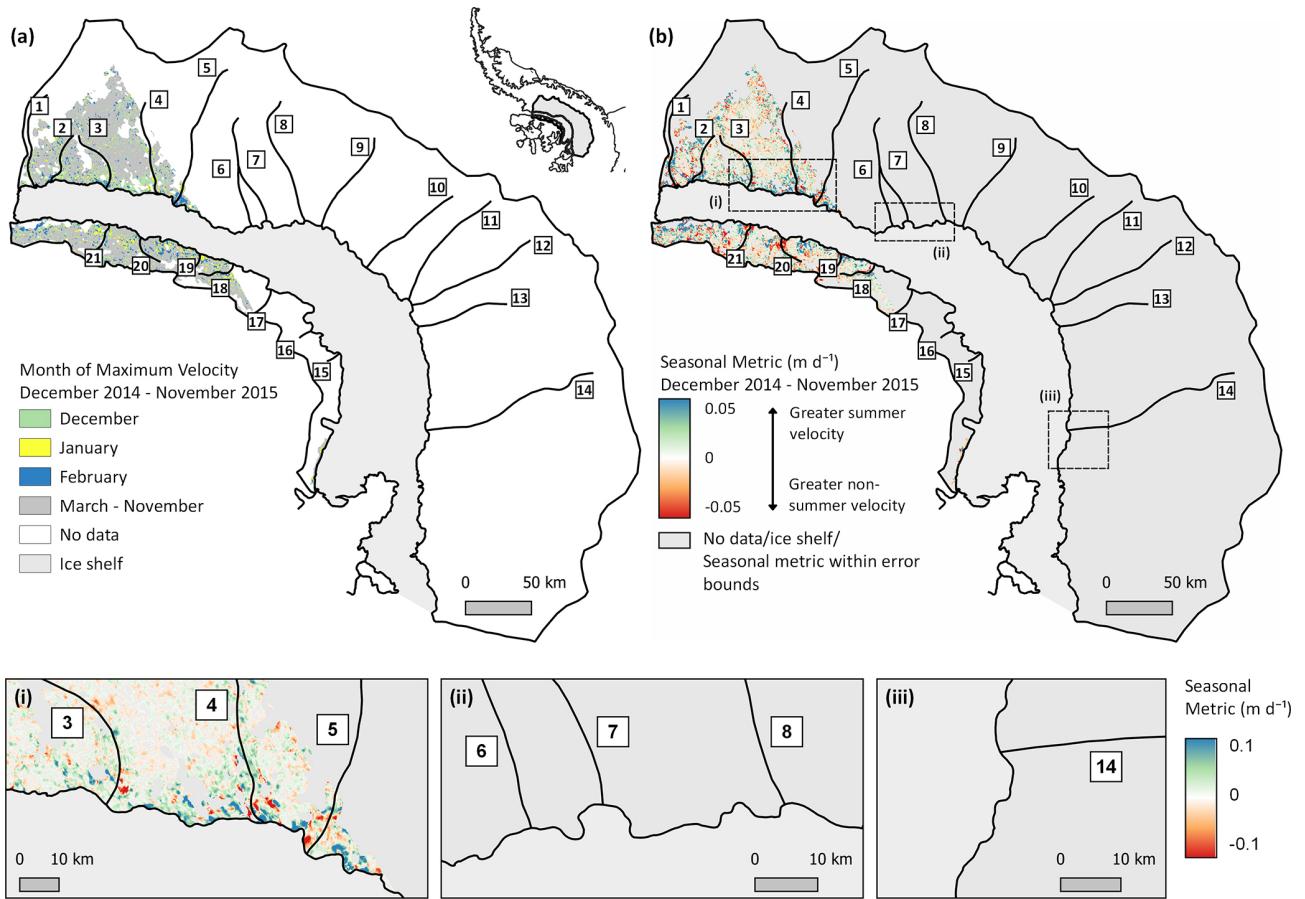 (a)
1
2
3
4
5
6
7
8
9
10
11
12
13
14
15
16
17
18
19
20
21
Month of Maximum Velocity
December 2014 - November 2015
December
January
February
March - November
No data
Ice shelf
0 50 km
(b)
1
2
3
4
5
6
7
8
9
10
11
12
13
14
15
16
17
18
19
20
21
(i)
(ii)
(iii)
Seasonal Metric (m d⁻¹)
December 2014 - November 2015
0.05
0
-0.05
Greater summer
velocity
Greater non-
summer velocity
No data/ice shelf/
Seasonal metric within error
bounds
0 50 km
(i)
3
4
5
0 10 km
(ii)
6
7
8
0 10 km
(iii)
14
0 10 km
Seasonal
Metric (m d⁻¹)
0.1
0
-0.1